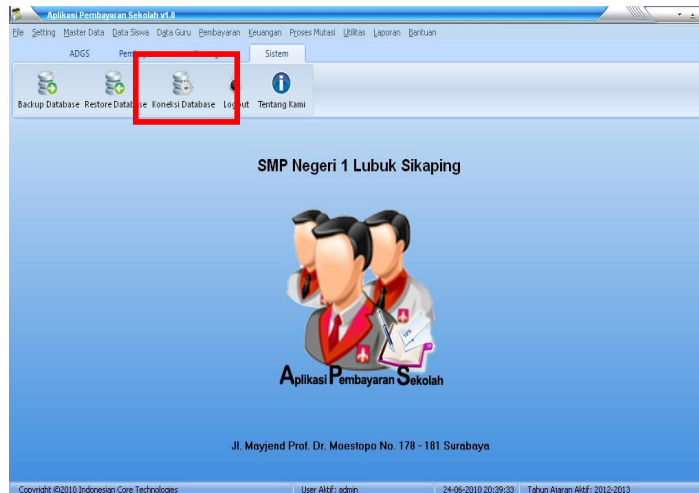 Aplikasi Pembayaran Sekolah v1.0
File Setting Master Data Data Siswa Data Guru Pembayaran Keuangan Proses Mutasi Utilitas Laporan Bantuan
ADGS Sistem
Backup Database Restore Database Koneksi Database Logout Tentang Kami
SMP Negeri 1 Lubuk Sikaping
Aplikasi Pembayaran Sekolah
Jl. Mayjend Prof. Dr. Moestopo No. 178 - 181 Surabaya
Copyright ©2010 Indonesian Core Technologies User Aktif: admin 24-06-2010 20:39:33 Tahun Ajaran Aktif: 2012-2013